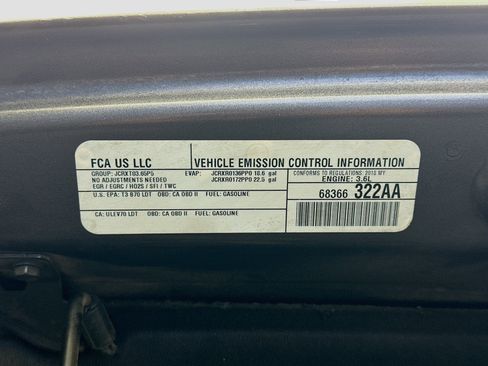 FCA US LLC VEHICLE EMISSION CONTROL INFORMATION
GROUP: JCRXT03.65P5 EVAP: JCRXR0136PP0 18.6 gal CONFORMS TO REGULATIONS: 2018 MY
NO ADJUSTMENTS NEEDED JCRXR0172PP0 22.5 gal ENGINE: 3.6L
EGR / EGRC / HO2S / SFI / TWC
U.S. EPA: T3 B70 LDT OBD: CA OBD II FUEL: GASOLINE
68366 322AA
CA: ULEV70 LDT OBD: CA OBD II FUEL: GASOLINE